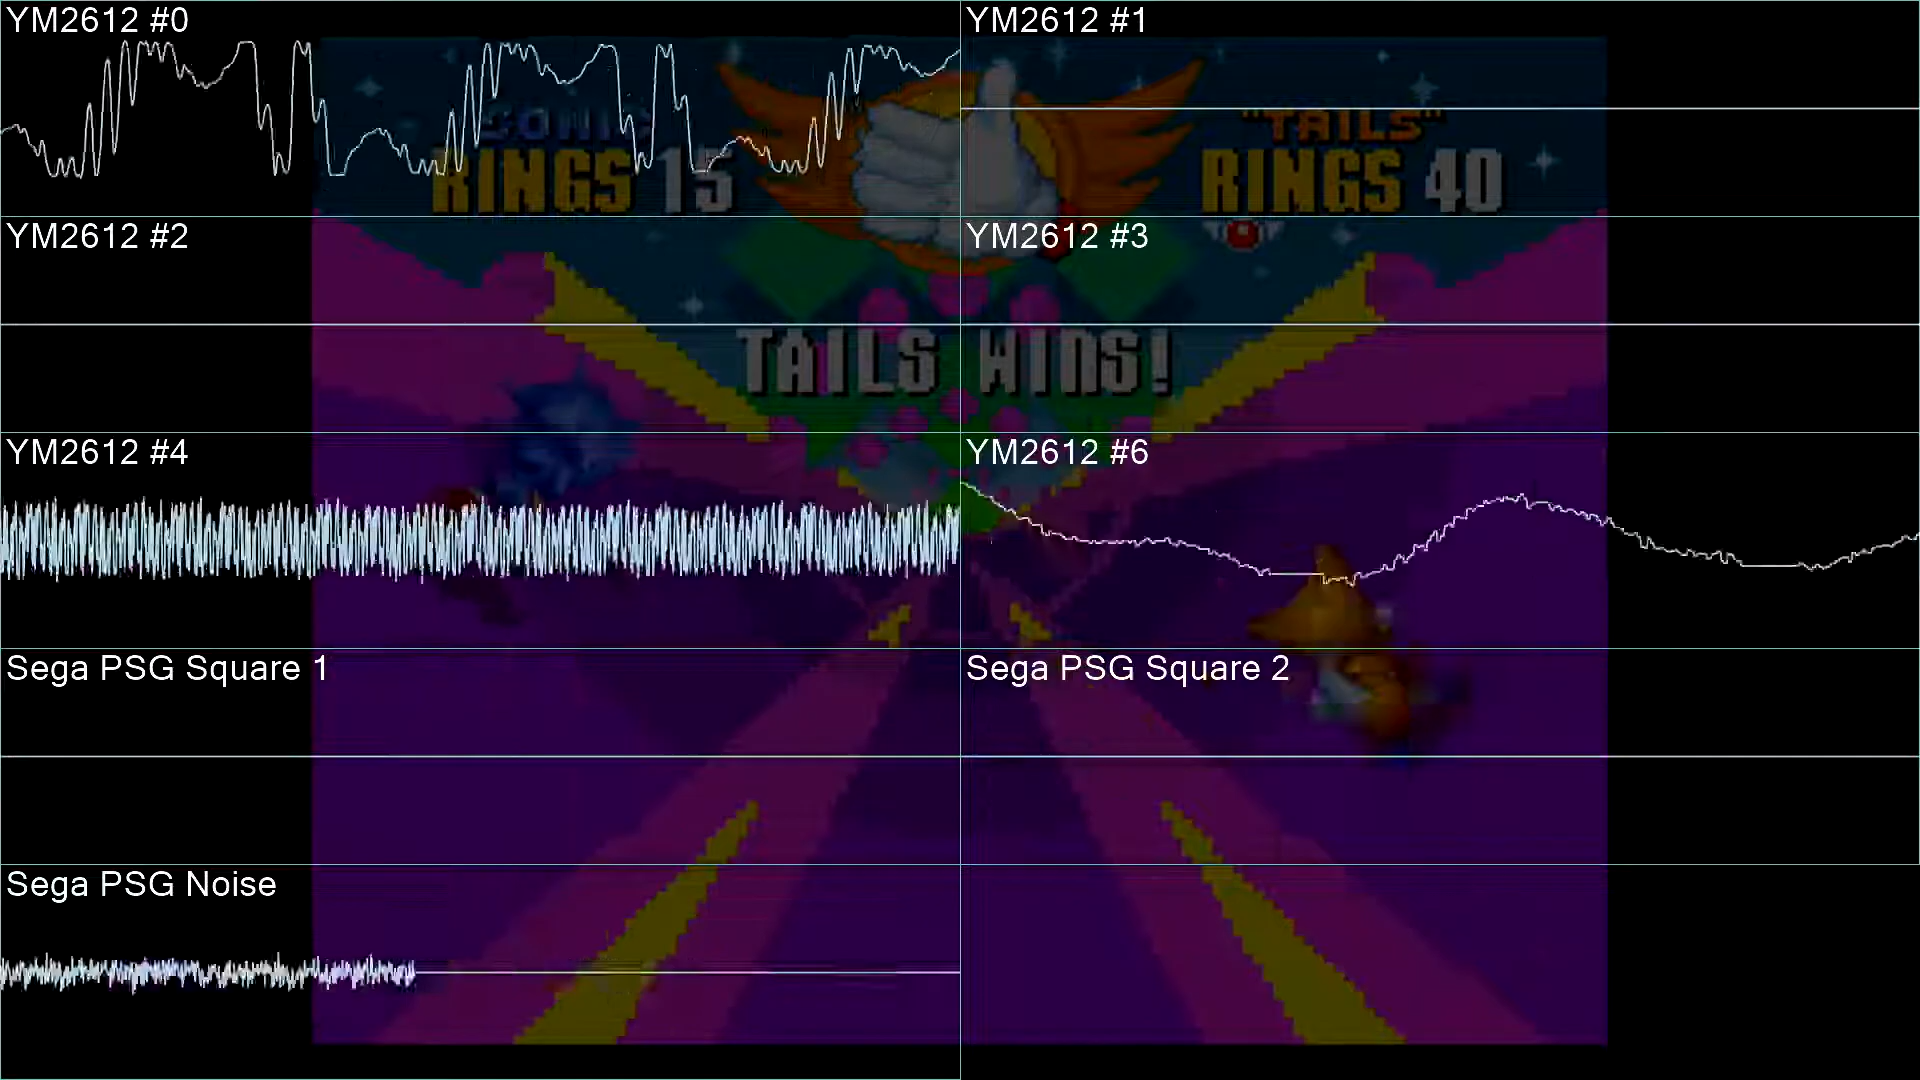 YM2612 #0
YM2612 #1
SONIC
"TAILS"
RINGS 15
RINGS 40
YM2612 #2
YM2612 #3
TAILS WINS!
YM2612 #4
YM2612 #6
Sega PSG Square 1
Sega PSG Square 2
Sega PSG Noise